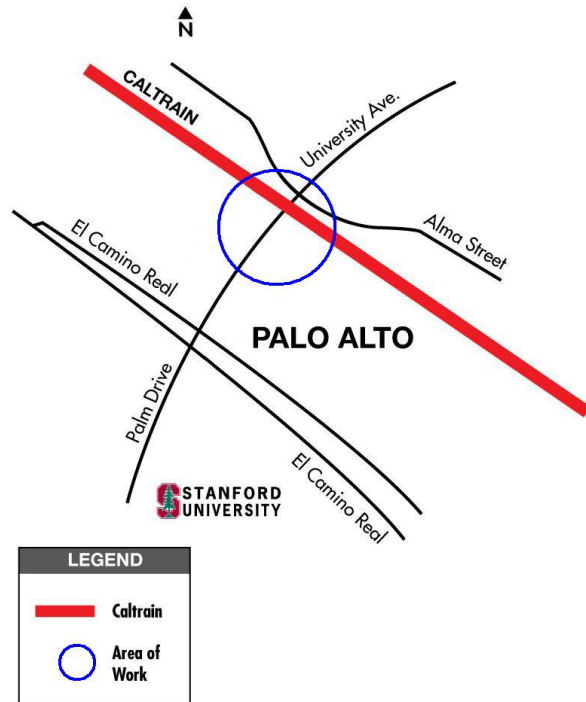 N
CALTRAIN
University Ave.
Alma Street
El Camino Real
PALO ALTO
Palm Drive
El Camino Real
STANFORD
UNIVERSITY
LEGEND
Caltrain
Area of
Work